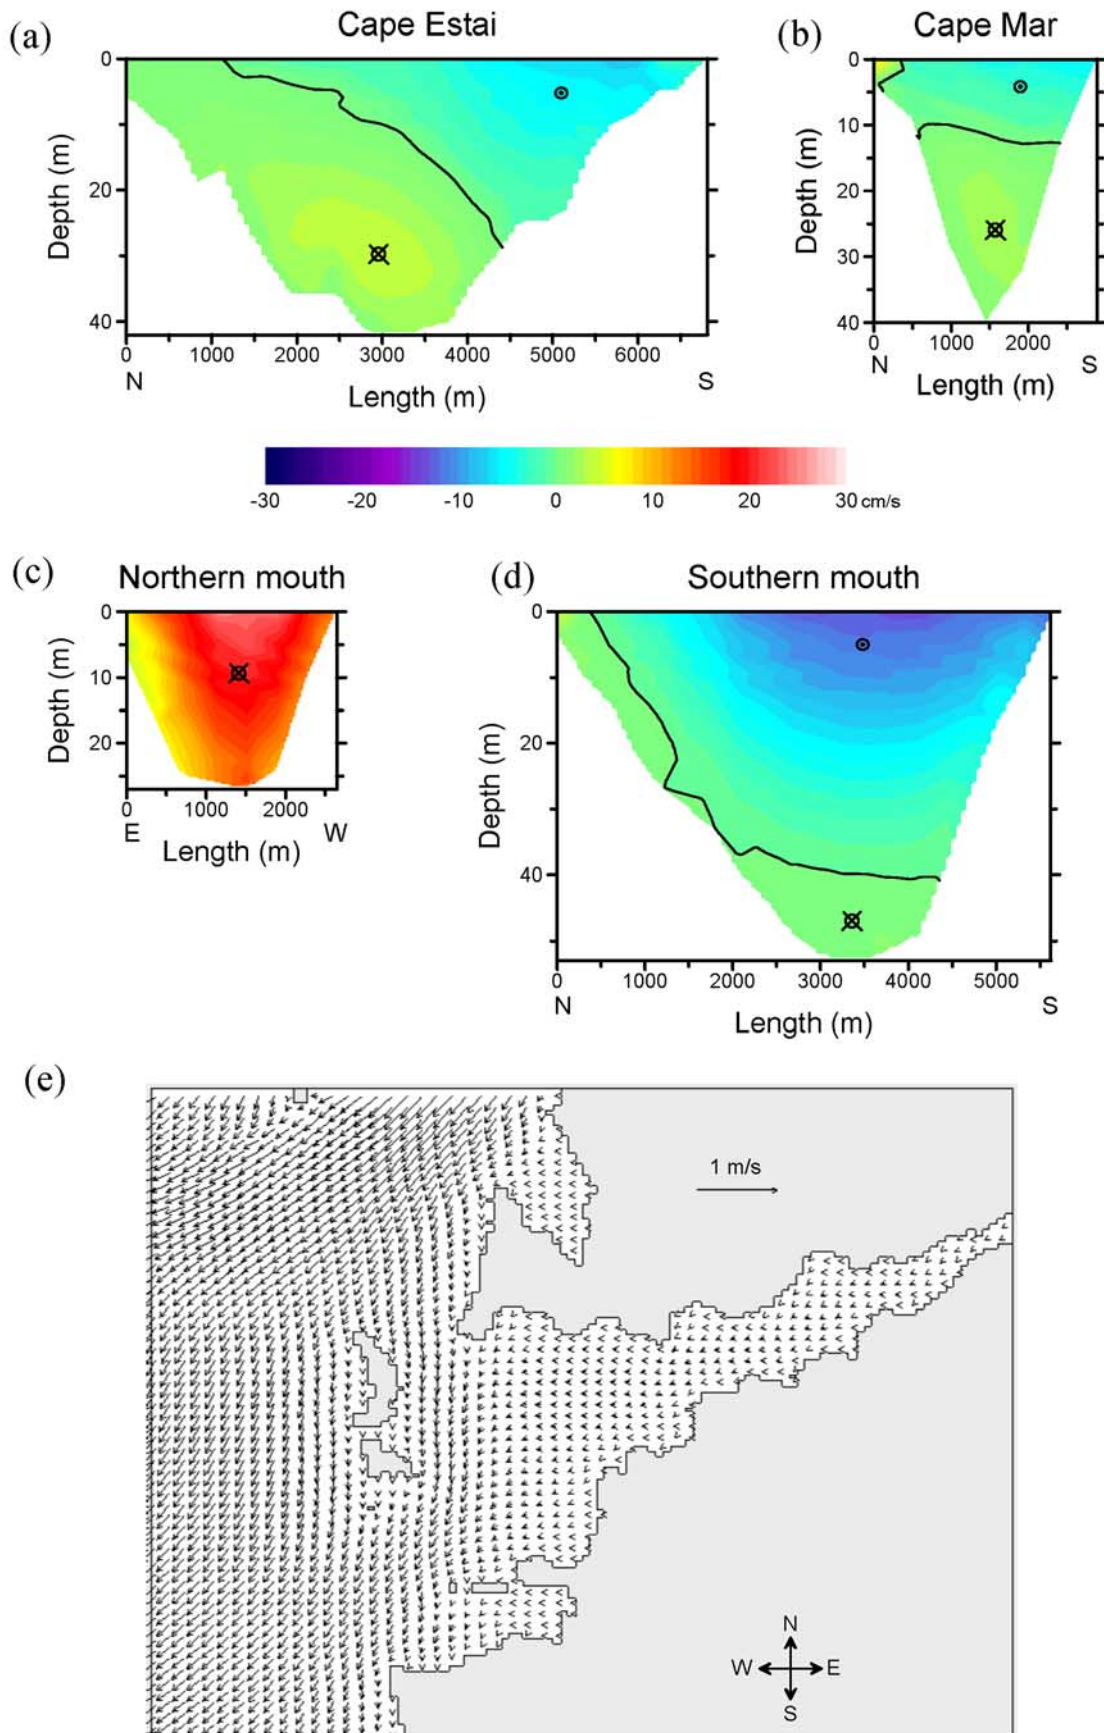 (a) Cape Estai
0
20
40
Depth (m)
0 1000 2000 3000 4000 5000 6000
N S
Length (m)
(b) Cape Mar
0
10
20
30
40
Depth (m)
0 1000 2000
N S
Length (m)
-30 -20 -10 0 10 20 30 cm/s
(c) Northern mouth
0
10
20
Depth (m)
0 1000 2000
E W
Length (m)
(d) Southern mouth
0
20
40
Depth (m)
0 1000 2000 3000 4000 5000
N S
Length (m)
(e)
1 m/s
N
W E
S